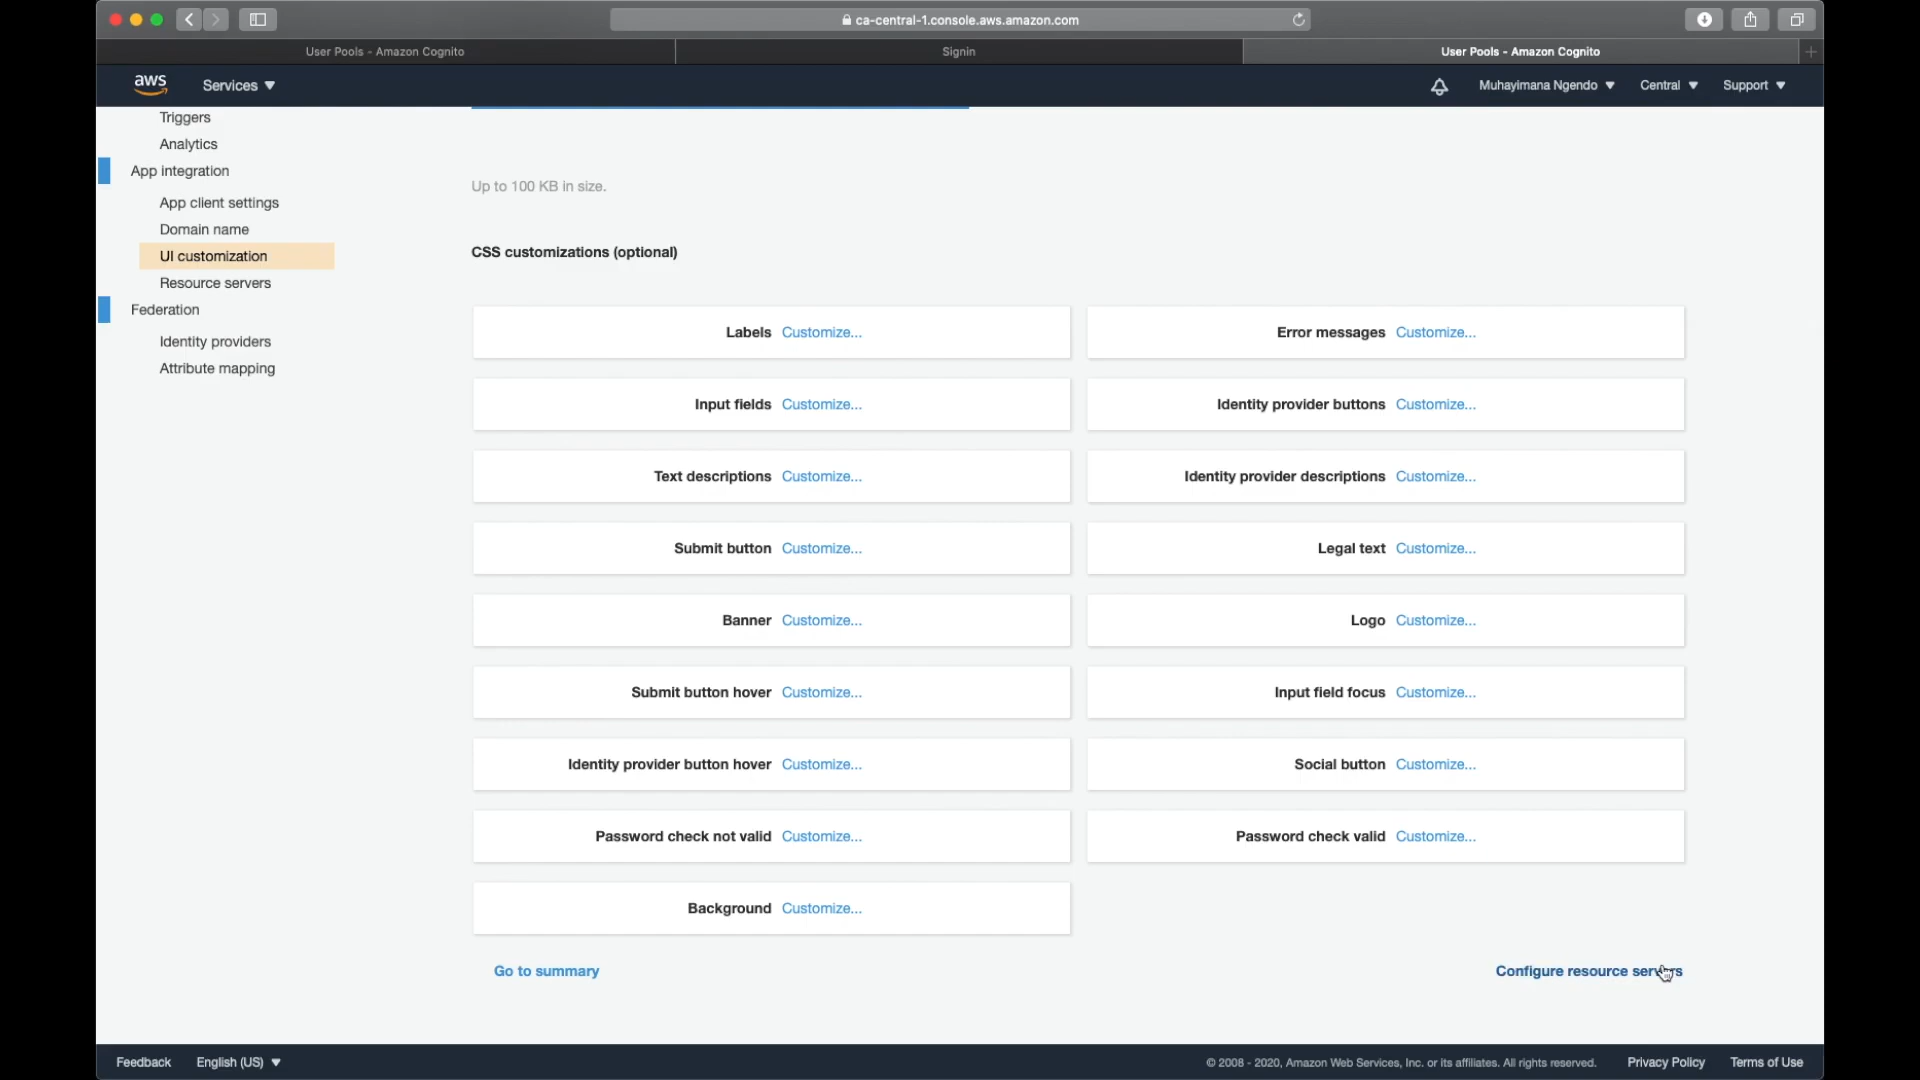 ca-central-1.console.aws.amazon.com
User Pools - Amazon Cognito
Signin
User Pools - Amazon Cognito
aws
Services
Muhayimana Ngendo
Central
Support
Triggers
Analytics
App integration
App client settings
Domain name
UI customization
Resource servers
Federation
Identity providers
Attribute mapping
Up to 100 KB in size.
CSS customizations (optional)
Labels Customize...
Error messages Customize...
Input fields Customize...
Identity provider buttons Customize...
Text descriptions Customize...
Identity provider descriptions Customize...
Submit button Customize...
Legal text Customize...
Banner Customize...
Logo Customize...
Submit button hover Customize...
Input field focus Customize...
Identity provider button hover Customize...
Social button Customize...
Password check not valid Customize...
Password check valid Customize...
Background Customize...
Go to summary
Configure resource servers
Feedback
English (US)
© 2008 - 2020, Amazon Web Services, Inc. or its affiliates. All rights reserved.
Privacy Policy
Terms of Use